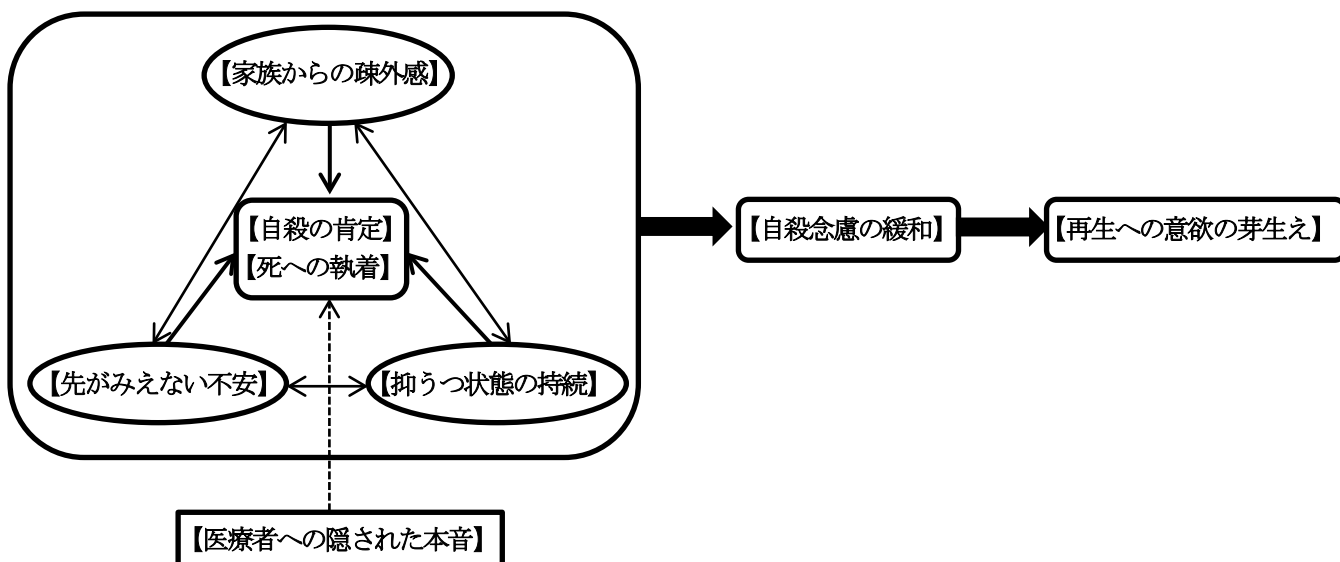 【家族からの疎外感】
【自殺の肯定】
【死への執着】
【自殺念慮の緩和】
【再生への意欲の芽生え】
【先がみえない不安】
【抑うつ状態の持続】
【医療者への隠された本音】